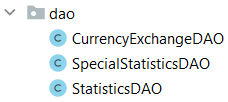 dao
C CurrencyExchangeDAO
C SpecialStatisticsDAO
C StatisticsDAO